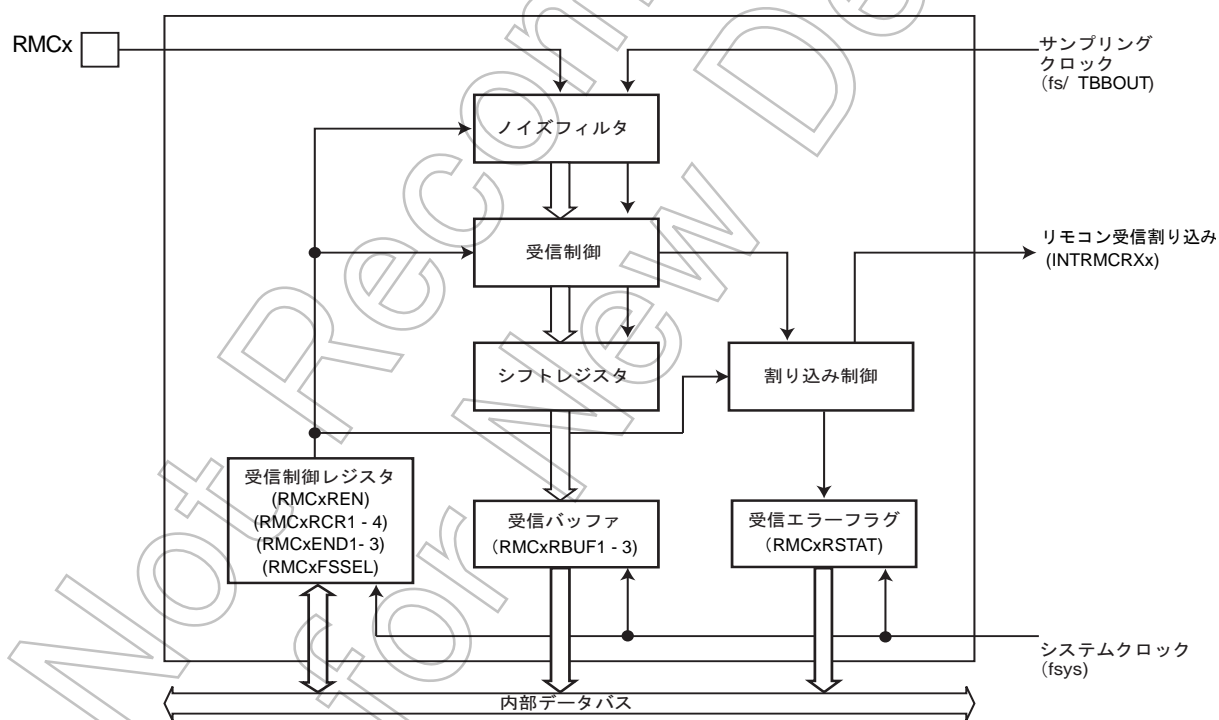 RMCx
サンプリング
クロック
(fs/ TBBOUT)
ノイズフィルタ
受信制御
リモコン受信割り込み
(INTRMCRXx)
シフトレジスタ
割り込み制御
受信制御レジスタ
(RMCxREN)
(RMCxRCR1 - 4)
(RMCxEND1- 3)
(RMCxFSSEL)
受信バッファ
(RMCxRBUF1 - 3)
受信エラーフラグ
(RMCxRSTAT)
システムクロック
(fsys)
内部データバス
Not Recom
for New De